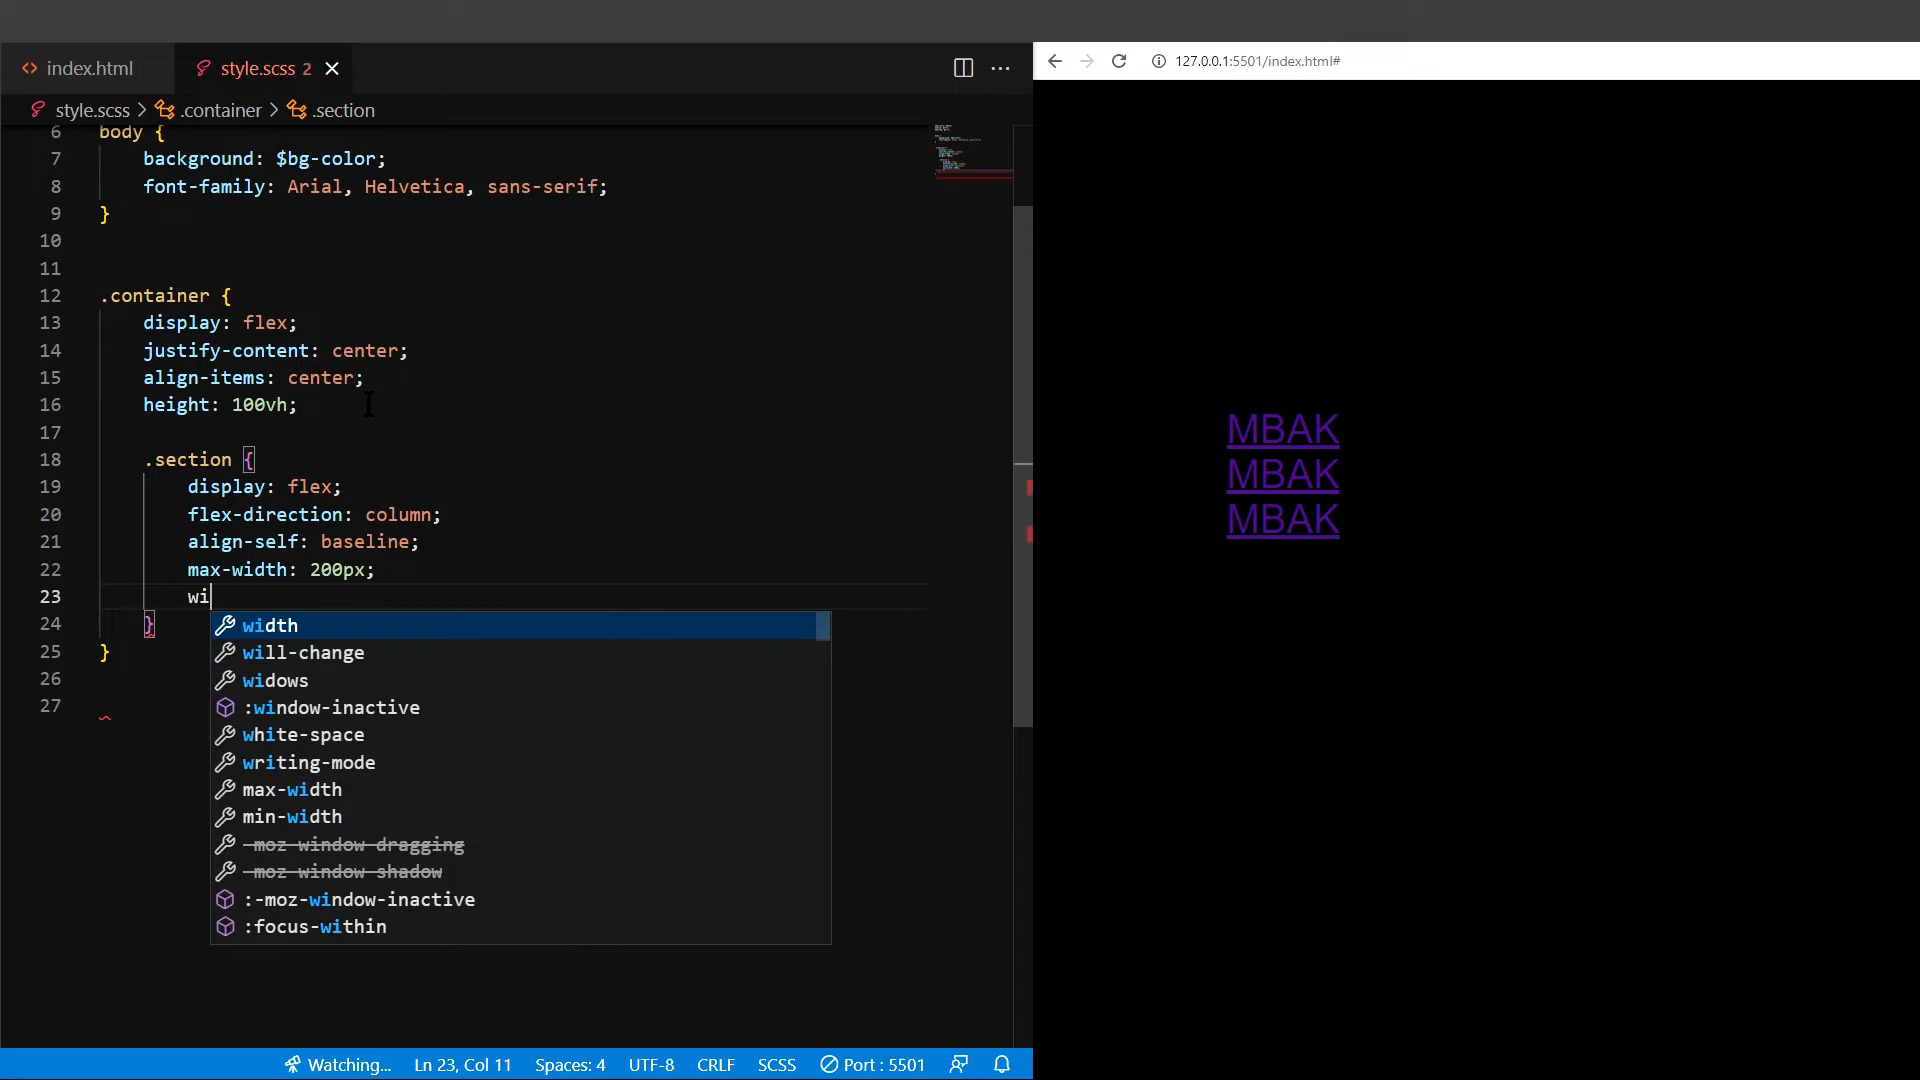 index.html
style.scss 2
style.scss > .container > .section
127.0.0.1:5501/index.html#
6 body {
7 background: $bg-color;
8 font-family: Arial, Helvetica, sans-serif;
9 }
10
11
12 .container {
13 display: flex;
14 justify-content: center;
15 align-items: center;
16 height: 100vh;
17
18 .section {
19 display: flex;
20 flex-direction: column;
21 align-self: baseline;
22 max-width: 200px;
23 wi
24 }
25 }
26
27
width
will-change
widows
:window-inactive
white-space
writing-mode
max-width
min-width
-moz-window-dragging
-moz-window-shadow
:-moz-window-inactive
:focus-within
MBAK
MBAK
MBAK
Watching... Ln 23, Col 11 Spaces: 4 UTF-8 CRLF SCSS Port : 5501